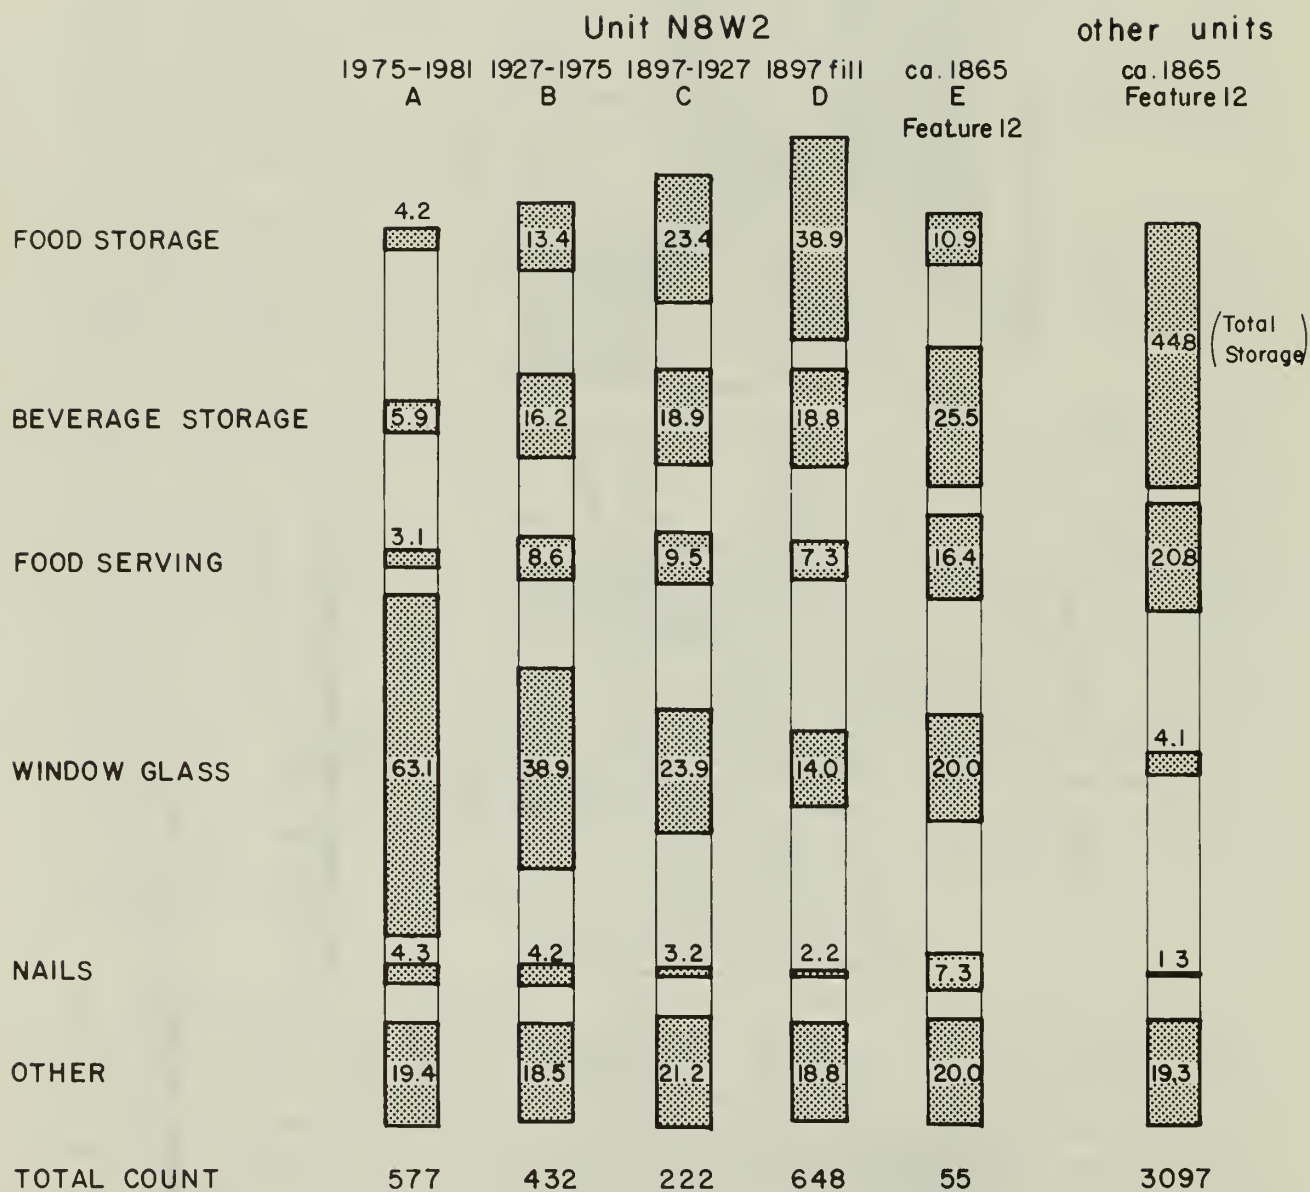 Unit N8W2 other units
1975-1981 1927-1975 1897-1927 1897 fill ca. 1865 ca. 1865
A B C D E Feature 12
Feature 12
4.2
FOOD STORAGE 13.4 23.4 38.9 10.9
44.8 (Total Storage)
BEVERAGE STORAGE 5.9 16.2 18.9 18.8 25.5
3.1
FOOD SERVING 8.6 9.5 7.3 16.4 20.8
4.1
WINDOW GLASS 63.1 38.9 23.9 14.0 20.0
4.3 4.2 3.2 2.2 1 3
NAILS 7.3
OTHER 19.4 18.5 21.2 18.8 20.0 19.3
TOTAL COUNT 577 432 222 648 55 3097